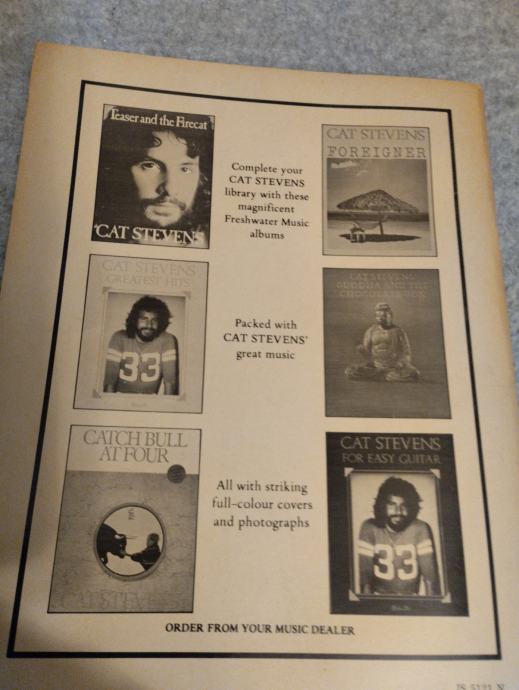 Teaser and the Firecat
CAT STEVENS
Complete your
CAT STEVENS
library with these
magnificent
Freshwater Music
albums
CAT STEVENS
FOREIGNER
CAT STEVENS
GREATEST HITS
33
Packed with
CAT STEVENS'
great music
CAT STEVENS
BUDDHA AND THE
CHOCOLATE BOX
CATCH BULL
AT FOUR
CAT STEVENS
All with striking
full-colour covers
and photographs
CAT STEVENS
FOR EASY GUITAR
33
ORDER FROM YOUR MUSIC DEALER